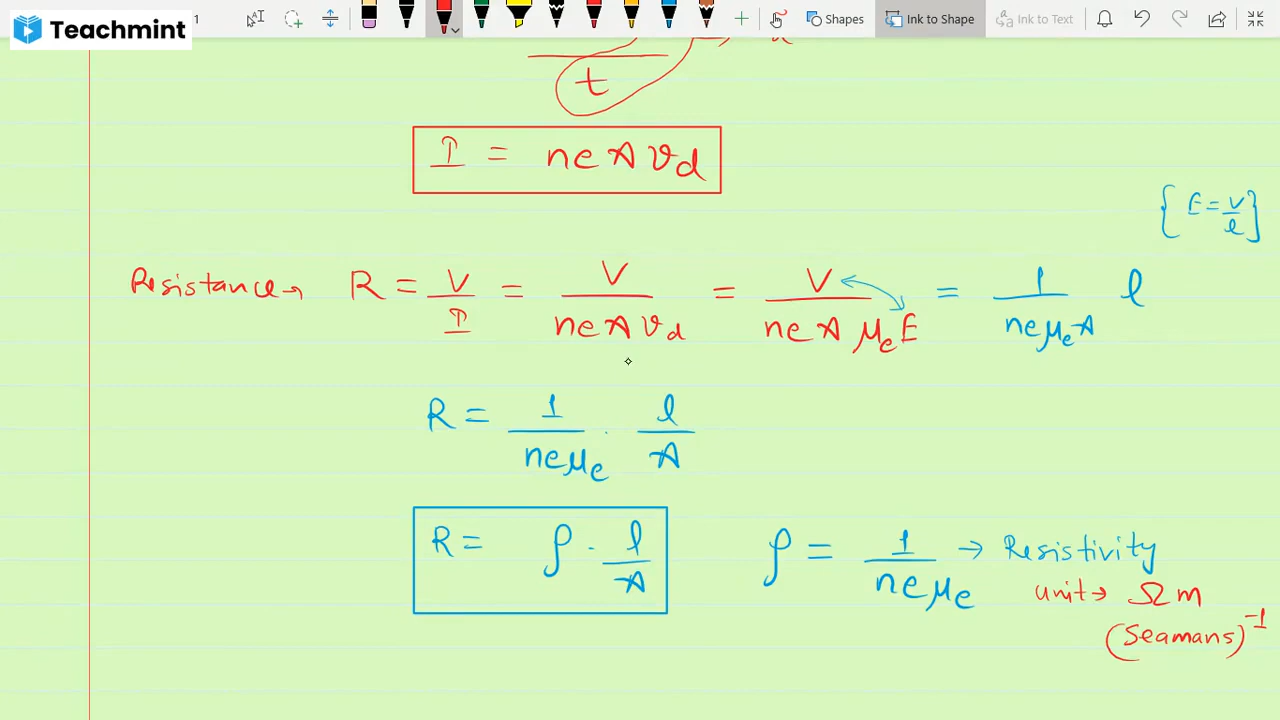 1
Shapes
Ink to Shape
Ink to Text
Teachmint
t
I = neAv_d
{E = V/l}
Resistance → R = V/I = V/(neAv_d) = V/(neAμ_eE) = 1/(neμ_eA) l
R = 1/(neμ_e) · l/A
R = ρ · l/A
ρ = 1/(neμ_e) → Resistivity
unit → Ωm
(Seamans)⁻¹